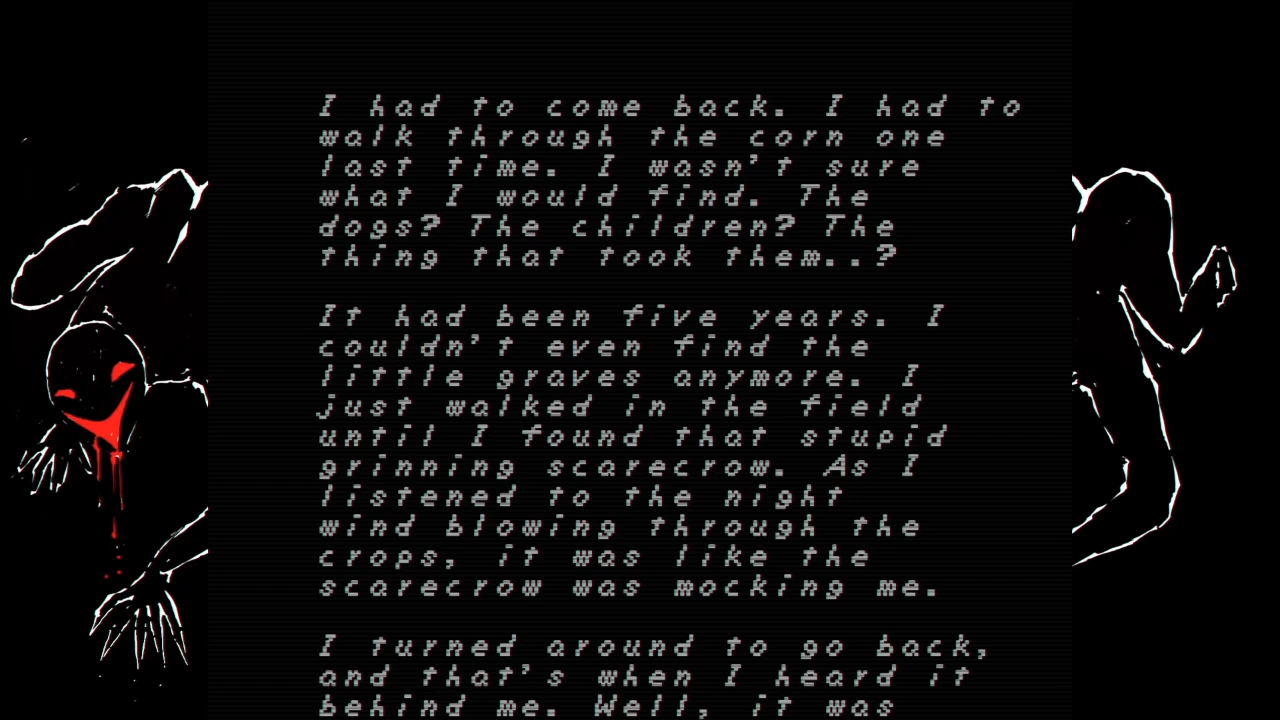 I had to come back. I had to
walk through the corn one
last time. I wasn't sure
what I would find. The
dogs? The children? The
thing that took them..?
It had been five years. I
couldn't even find the
little graves anymore. I
just walked in the field
until I found that stupid
grinning scarecrow. As I
listened to the night
wind blowing through the
crops, it was like the
scarecrow was mocking me.
I turned around to go back,
and that's when I heard it
behind me. Well, it was